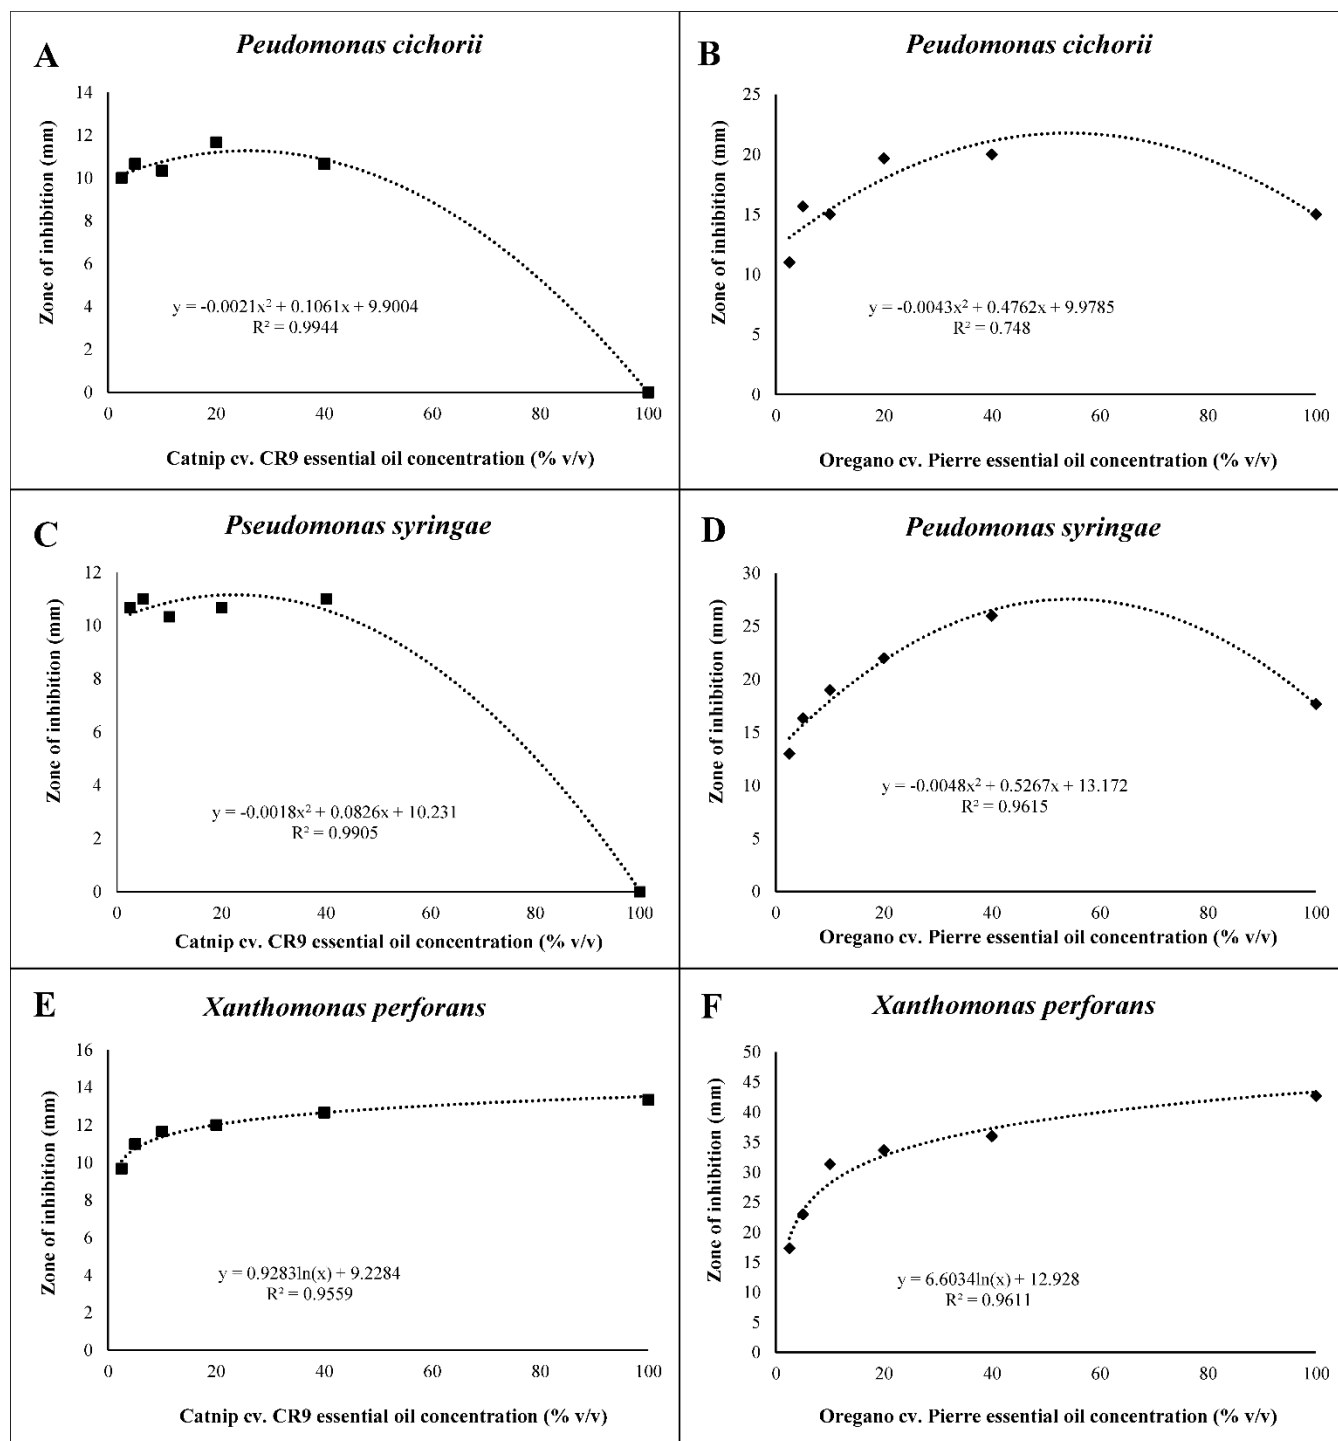 A
Peudomonas cichorii
Zone of inhibition (mm)
14
12
10
8
6
4
2
0
y = -0.0021x² + 0.1061x + 9.9004
R² = 0.9944
0 20 40 60 80 100
Catnip cv. CR9 essential oil concentration (% v/v)
B
Peudomonas cichorii
Zone of inhibition (mm)
25
20
15
10
5
0
y = -0.0043x² + 0.4762x + 9.9785
R² = 0.748
0 20 40 60 80 100
Oregano cv. Pierre essential oil concentration (% v/v)
C
Pseudomonas syringae
Zone of inhibition (mm)
12
10
8
6
4
2
0
y = -0.0018x² + 0.0826x + 10.231
R² = 0.9905
0 20 40 60 80 100
Catnip cv. CR9 essential oil concentration (% v/v)
D
Peudomonas syringae
Zone of inhibition (mm)
30
25
20
15
10
5
0
y = -0.0048x² + 0.5267x + 13.172
R² = 0.9615
0 20 40 60 80 100
Oregano cv. Pierre essential oil concentration (% v/v)
E
Xanthomonas perforans
Zone of inhibition (mm)
16
14
12
10
8
6
4
2
0
y = 0.9283ln(x) + 9.2284
R² = 0.9559
0 20 40 60 80 100
Catnip cv. CR9 essential oil concentration (% v/v)
F
Xanthomonas perforans
Zone of inhibition (mm)
50
45
40
35
30
25
20
15
10
5
0
y = 6.6034ln(x) + 12.928
R² = 0.9611
0 20 40 60 80 100
Oregano cv. Pierre essential oil concentration (% v/v)